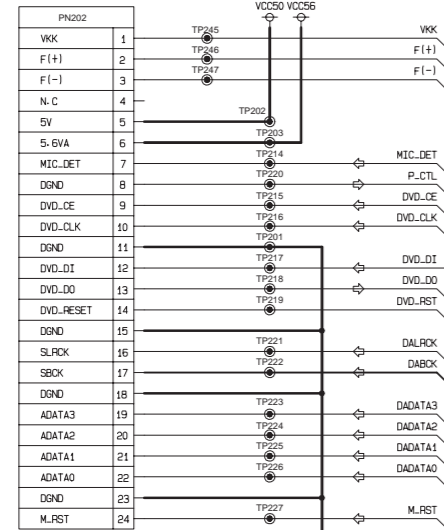 VCC50 VCC56
PN202
VKK 1 TP245 VKK
F(+) 2 TP246 F(+)
F(-) 3 TP247 F(-)
N.C 4
5V 5 TP202
5.6VA 6 TP203
MIC_DET 7 TP214 MIC_DET
DGND 8 TP220 P_CTL
DVD_CE 9 TP215 DVD_CE
DVD_CLK 10 TP216 DVD_CLK
DGND 11 TP201
DVD_DI 12 TP217 DVD_DI
DVD_DO 13 TP218 DVD_DO
DVD_RESET 14 TP219 DVD_RST
DGND 15
SLRCK 16 TP221 DALRCK
SBCK 17 TP222 DABCK
DGND 18
ADATA3 19 TP223 DADATA3
ADATA2 20 TP224 DADATA2
ADATA1 21 TP225 DADATA1
ADATA0 22 TP226 DADATA0
DGND 23
M_RST 24 TP227 M_RST